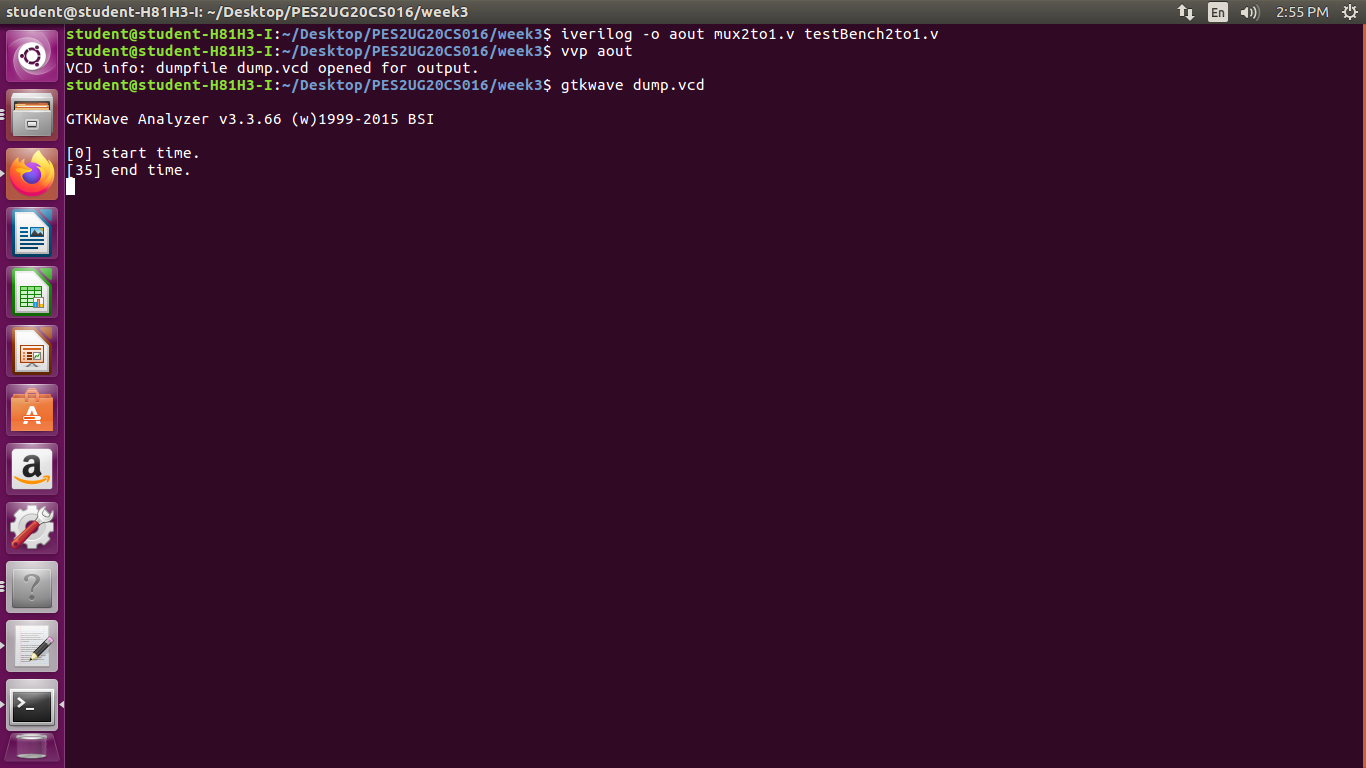 student@student-H81H3-I: ~/Desktop/PES2UG20CS016/week3
En
2:55 PM
student@student-H81H3-I:~/Desktop/PES2UG20CS016/week3$ iverilog -o aout mux2to1.v testBench2to1.v
student@student-H81H3-I:~/Desktop/PES2UG20CS016/week3$ vvp aout
VCD info: dumpfile dump.vcd opened for output.
student@student-H81H3-I:~/Desktop/PES2UG20CS016/week3$ gtkwave dump.vcd
GTKWave Analyzer v3.3.66 (w)1999-2015 BSI
[0] start time.
[35] end time.